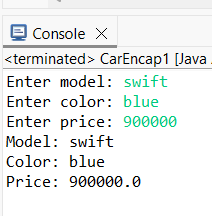 Console
<terminated> CarEncap1 [Java
Enter model: swift
Enter color: blue
Enter price: 900000
Model: swift
Color: blue
Price: 900000.0